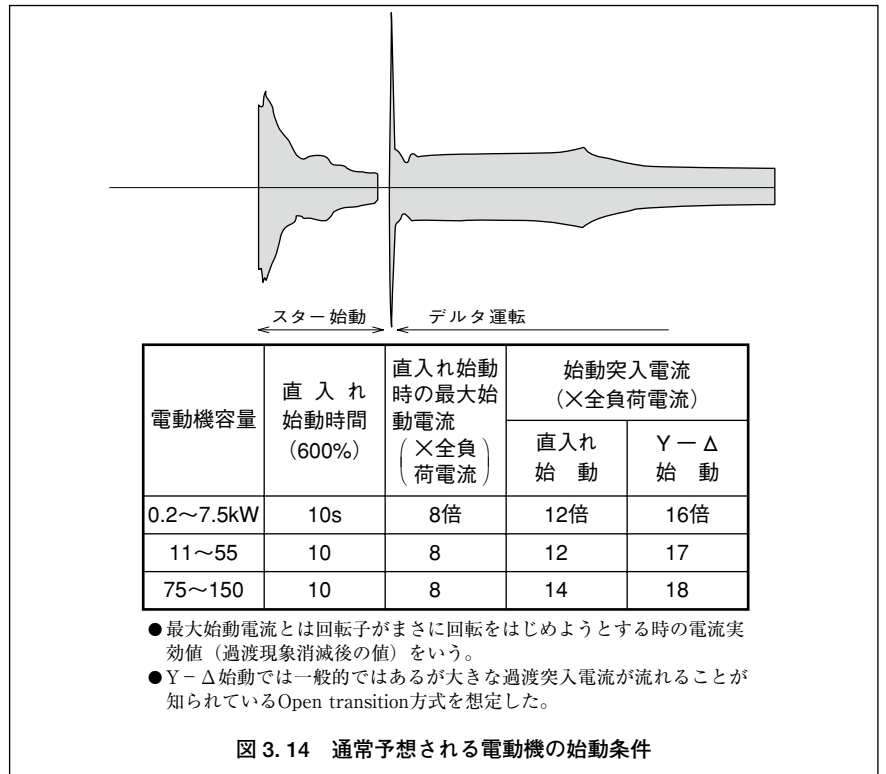 スター始動
デルタ運転
電動機容量
直入れ
始動時間
(600%)
直入れ始動
時の最大始
動電流
(×全負
荷電流)
始動突入電流
(×全負荷電流)
直入れ
始動
Y－Δ
始動
0.2～7.5kW 10s 8倍 12倍 16倍
11～55 10 8 12 17
75～150 10 8 14 18
●最大始動電流とは回転子がまさに回転をはじめようとする時の電流実
効値（過渡現象消滅後の値）をいう。
●Y－Δ始動では一般的ではあるが大きな過渡突入電流が流れることが
知られているOpen transition方式を想定した。
図 3. 14 通常予想される電動機の始動条件